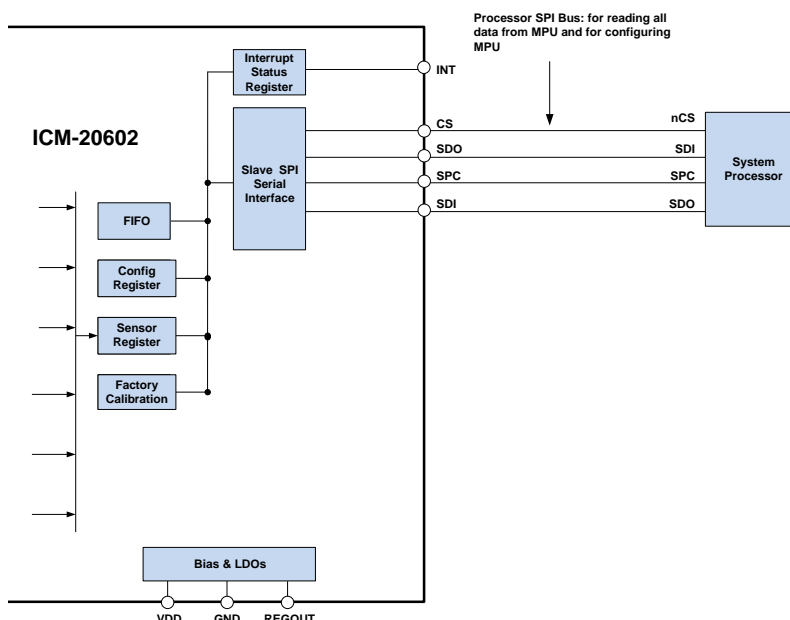 Processor SPI Bus: for reading all
data from MPU and for configuring
MPU
Interrupt
Status
Register
INT
ICM-20602
CS
nCS
SDO
SDI
Slave SPI
Serial
Interface
System
Processor
SPC
SPC
SDI
SDO
FIFO
Config
Register
Sensor
Register
Factory
Calibration
Bias & LDOs
VDD
GND
REGOUT